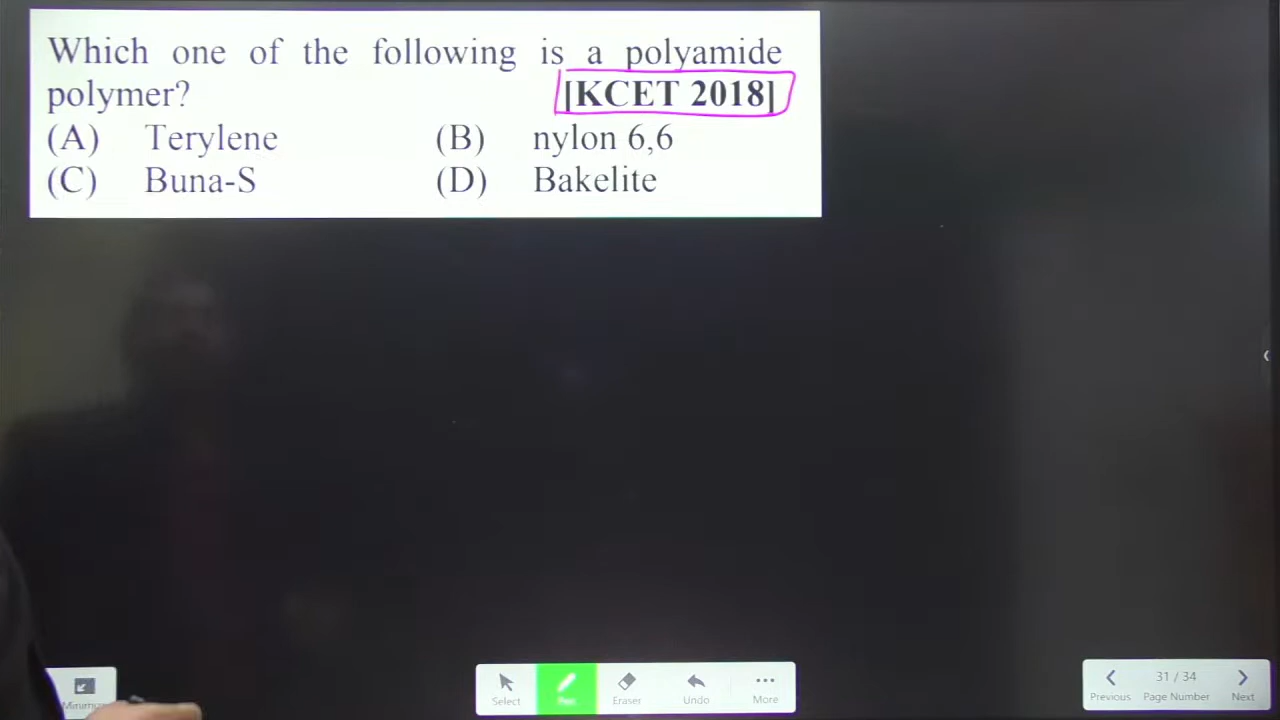 Which one of the following is a polyamide
polymer? [KCET 2018]
(A) Terylene (B) nylon 6,6
(C) Buna-S (D) Bakelite
Select Pen Eraser Undo More
31 / 34
Previous Page Number Next